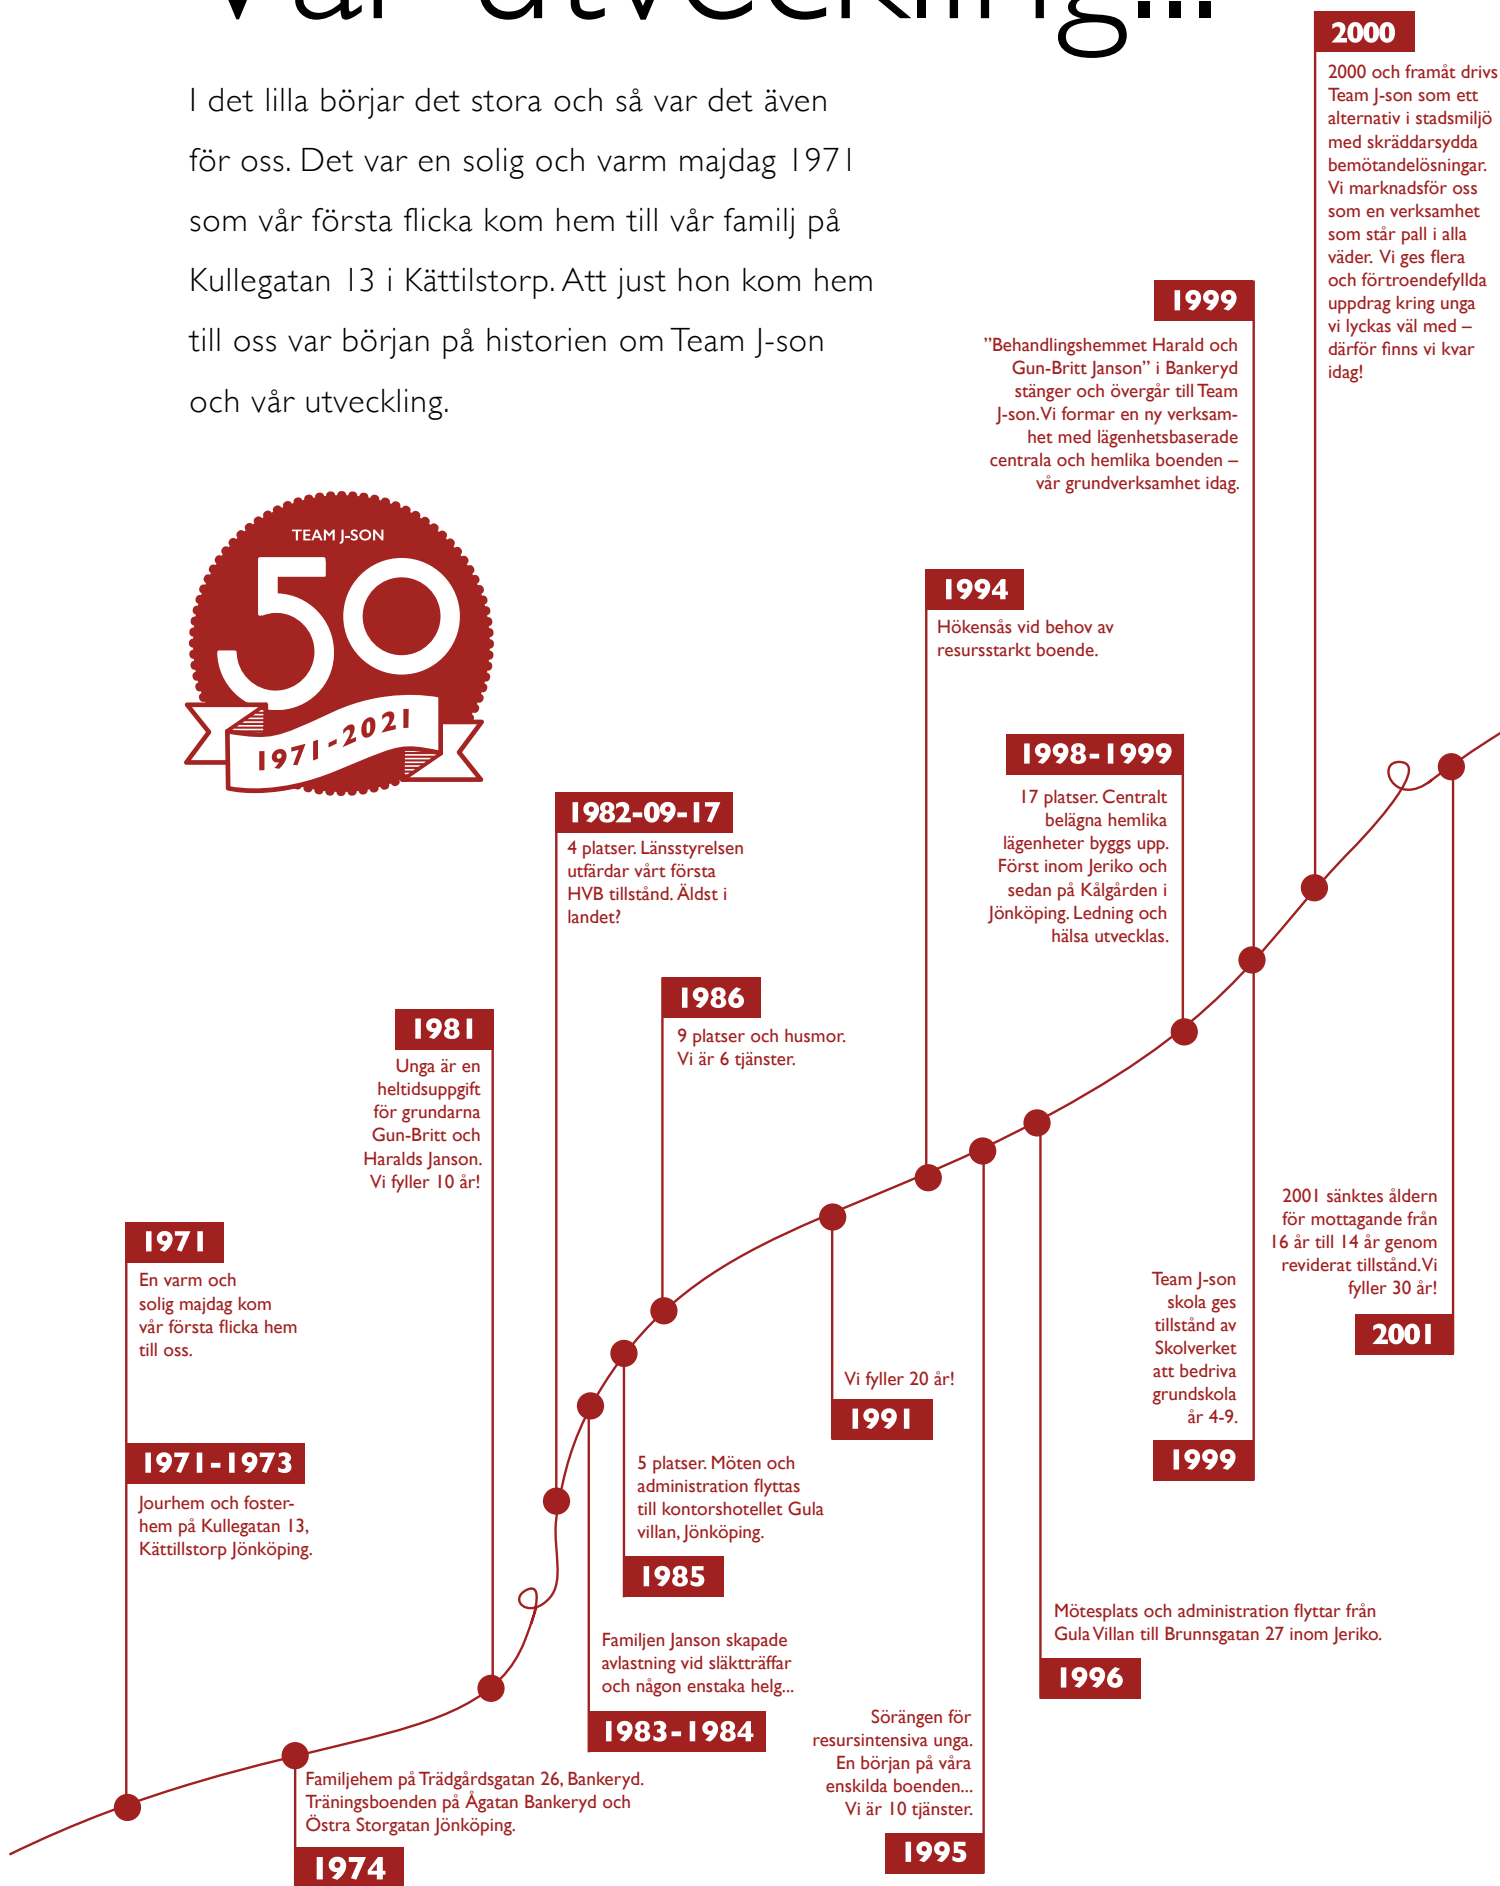 Vår utveckling...
I det lilla börjar det stora och så var det även
för oss. Det var en solig och varm majdag 1971
som vår första flicka kom hem till vår familj på
Kullegatan 13 i Kättilstorp. Att just hon kom hem
till oss var början på historien om Team J-son
och vår utveckling.
TEAM J-SON
50
1971-2021
1971
En varm och
solig majdag kom
vår första flicka hem
till oss.
1971-1973
Jourhem och foster-
hem på Kullegatan 13,
Kättillstorp Jönköping.
Familjehem på Trädgårdsgatan 26, Bankeryd.
Träningsboenden på Ågatan Bankeryd och
Östra Storgatan Jönköping.
1974
1981
Unga är en
heltidsuppgift
för grundarna
Gun-Britt och
Haralds Janson.
Vi fyller 10 år!
1982-09-17
4 platser. Länsstyrelsen
utfärdar vårt första
HVB tillstånd. Äldst i
landet?
Familjen Janson skapade
avlastning vid släktträffar
och någon enstaka helg...
1983-1984
5 platser. Möten och
administration flyttas
till kontorshotellet Gula
villan, Jönköping.
1985
1986
9 platser och husmor.
Vi är 6 tjänster.
Vi fyller 20 år!
1991
1994
Hökensås vid behov av
resursstarkt boende.
Sörängen för
resursintensiva unga.
En början på våra
enskilda boenden...
Vi är 10 tjänster.
1995
Mötesplats och administration flyttar från
Gula Villan till Brunnsgatan 27 inom Jeriko.
1996
1998-1999
17 platser. Centralt
belägna hemlika
lägenheter byggs upp.
Först inom Jeriko och
sedan på Kålgården i
Jönköping. Ledning och
hälsa utvecklas.
1999
”Behandlingshemmet Harald och
Gun-Britt Janson” i Bankeryd
stänger och övergår till Team
J-son. Vi formar en ny verksam-
het med lägenhetsbaserade
centrala och hemlika boenden –
vår grundverksamhet idag.
Team J-son
skola ges
tillstånd av
Skolverket
att bedriva
grundskola
år 4-9.
1999
2000
2000 och framåt drivs
Team J-son som ett
alternativ i stadsmiljö
med skräddarsydda
bemötandelösningar.
Vi marknadsför oss
som en verksamhet
som står pall i alla
väder. Vi ges flera
och förtroendefyllda
uppdrag kring unga
vi lyckas väl med –
därför finns vi kvar
idag!
2001 sänktes åldern
för mottagande från
16 år till 14 år genom
reviderat tillstånd. Vi
fyller 30 år!
2001